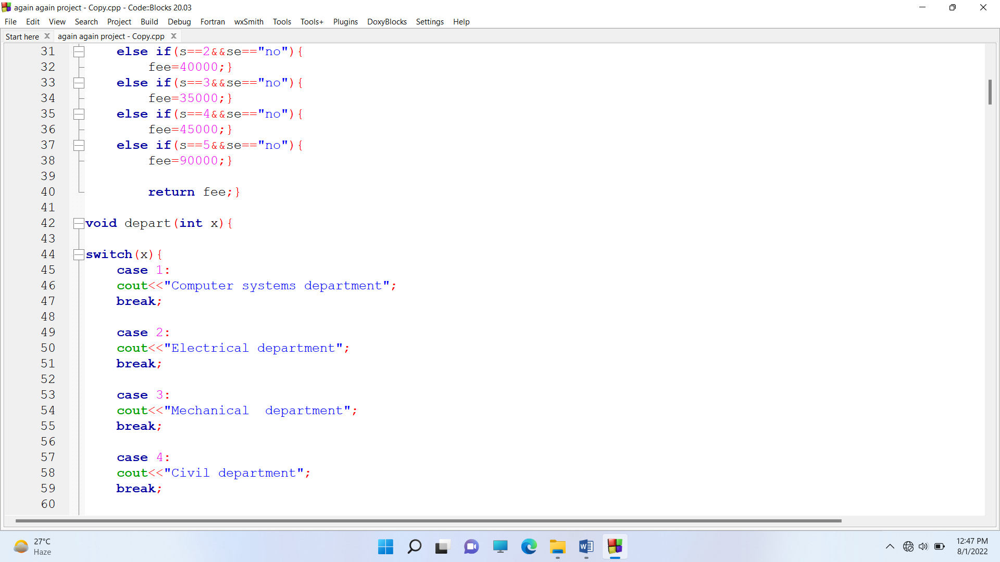 again again project - Copy.cpp - Code::Blocks 20.03
File Edit View Search Project Build Debug Fortran wxSmith Tools Tools+ Plugins DoxyBlocks Settings Help
Start here again again project - Copy.cpp
31 else if(s==2&&se=="no"){
32 fee=40000;}
33 else if(s==3&&se=="no"){
34 fee=35000;}
35 else if(s==4&&se=="no"){
36 fee=45000;}
37 else if(s==5&&se=="no"){
38 fee=90000;}
39
40 return fee;}
41
42 void depart(int x){
43
44 switch(x){
45 case 1:
46 cout<<"Computer systems department";
47 break;
48
49 case 2:
50 cout<<"Electrical department";
51 break;
52
53 case 3:
54 cout<<"Mechanical  department";
55 break;
56
57 case 4:
58 cout<<"Civil department";
59 break;
60
27°C
Haze
12:47 PM
8/1/2022